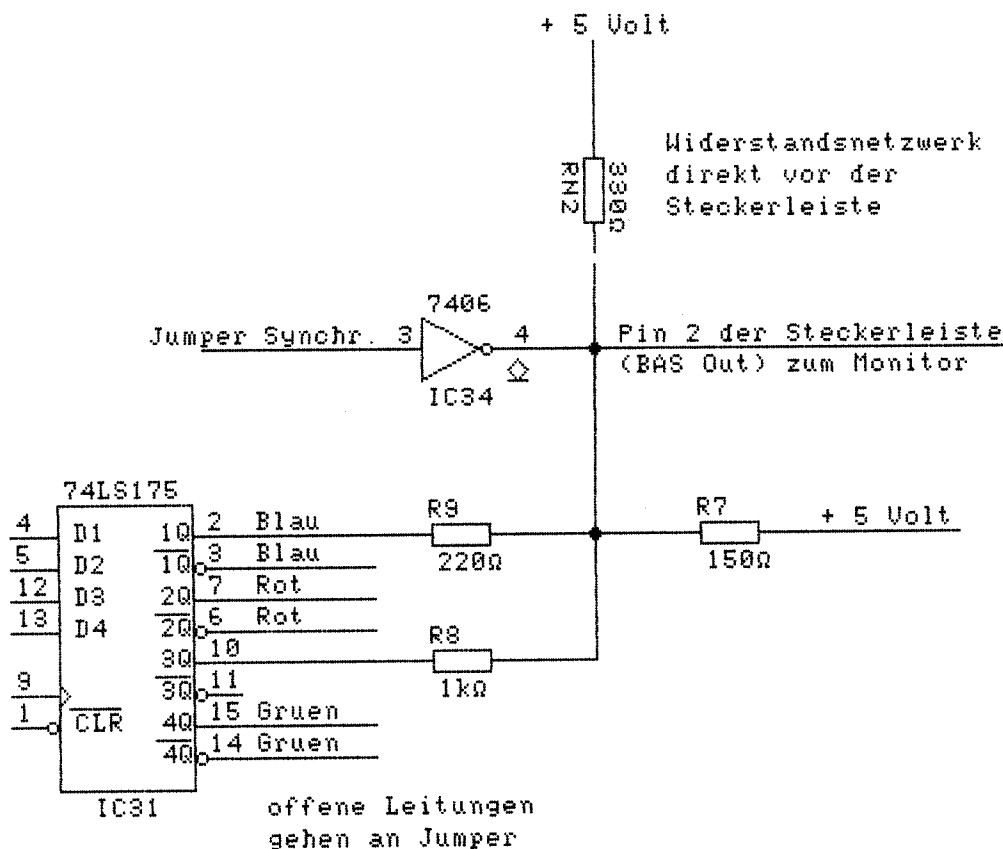 + 5 Volt
Widerstandsnetzwerk
direkt vor der
Steckerleiste
330Ω
RN2
7406
Jumper Synchr. 3
4
Pin 2 der Steckerleiste
(BAS Out) zum Monitor
IC34
74LS175
4 D1 1Q 2 Blau
5 D2 1Q 3 Blau
12 D3 2Q 7 Rot
13 D4 2Q 6 Rot
3Q 10
9 3Q 11
1 CLR 4Q 15 Gruen
4Q 14 Gruen
IC31
R9
220Ω
R7
150Ω
+ 5 Volt
R8
1kΩ
offene Leitungen
gehen an Jumper